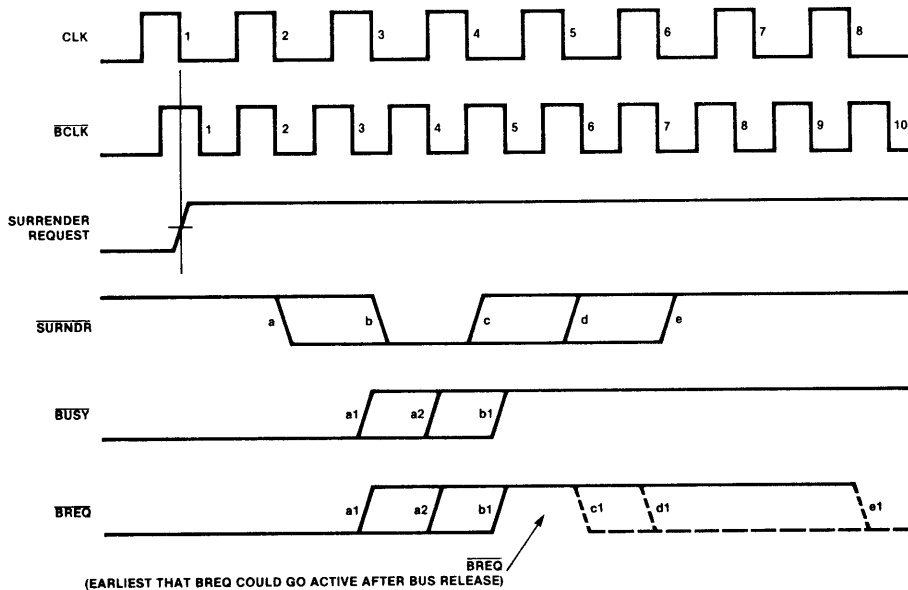 CLK 1 2 3 4 5 6 7 8
BCLK 1 2 3 4 5 6 7 8 9 10
SURRENDER
REQUEST
SURNDR a b c d e
BUSY a1 a2 b1
BREQ a1 a2 b1 c1 d1 e1
BREQ
(EARLIEST THAT BREQ COULD GO ACTIVE AFTER BUS RELEASE)